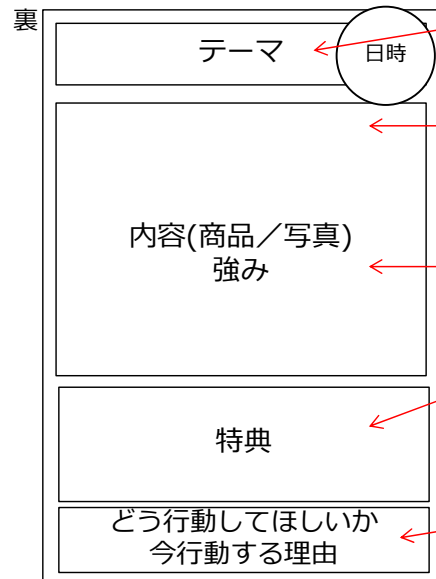 裏
テーマ
日時
内容(商品／写真)
強み
特典
どう行動してほしいか
今行動する理由